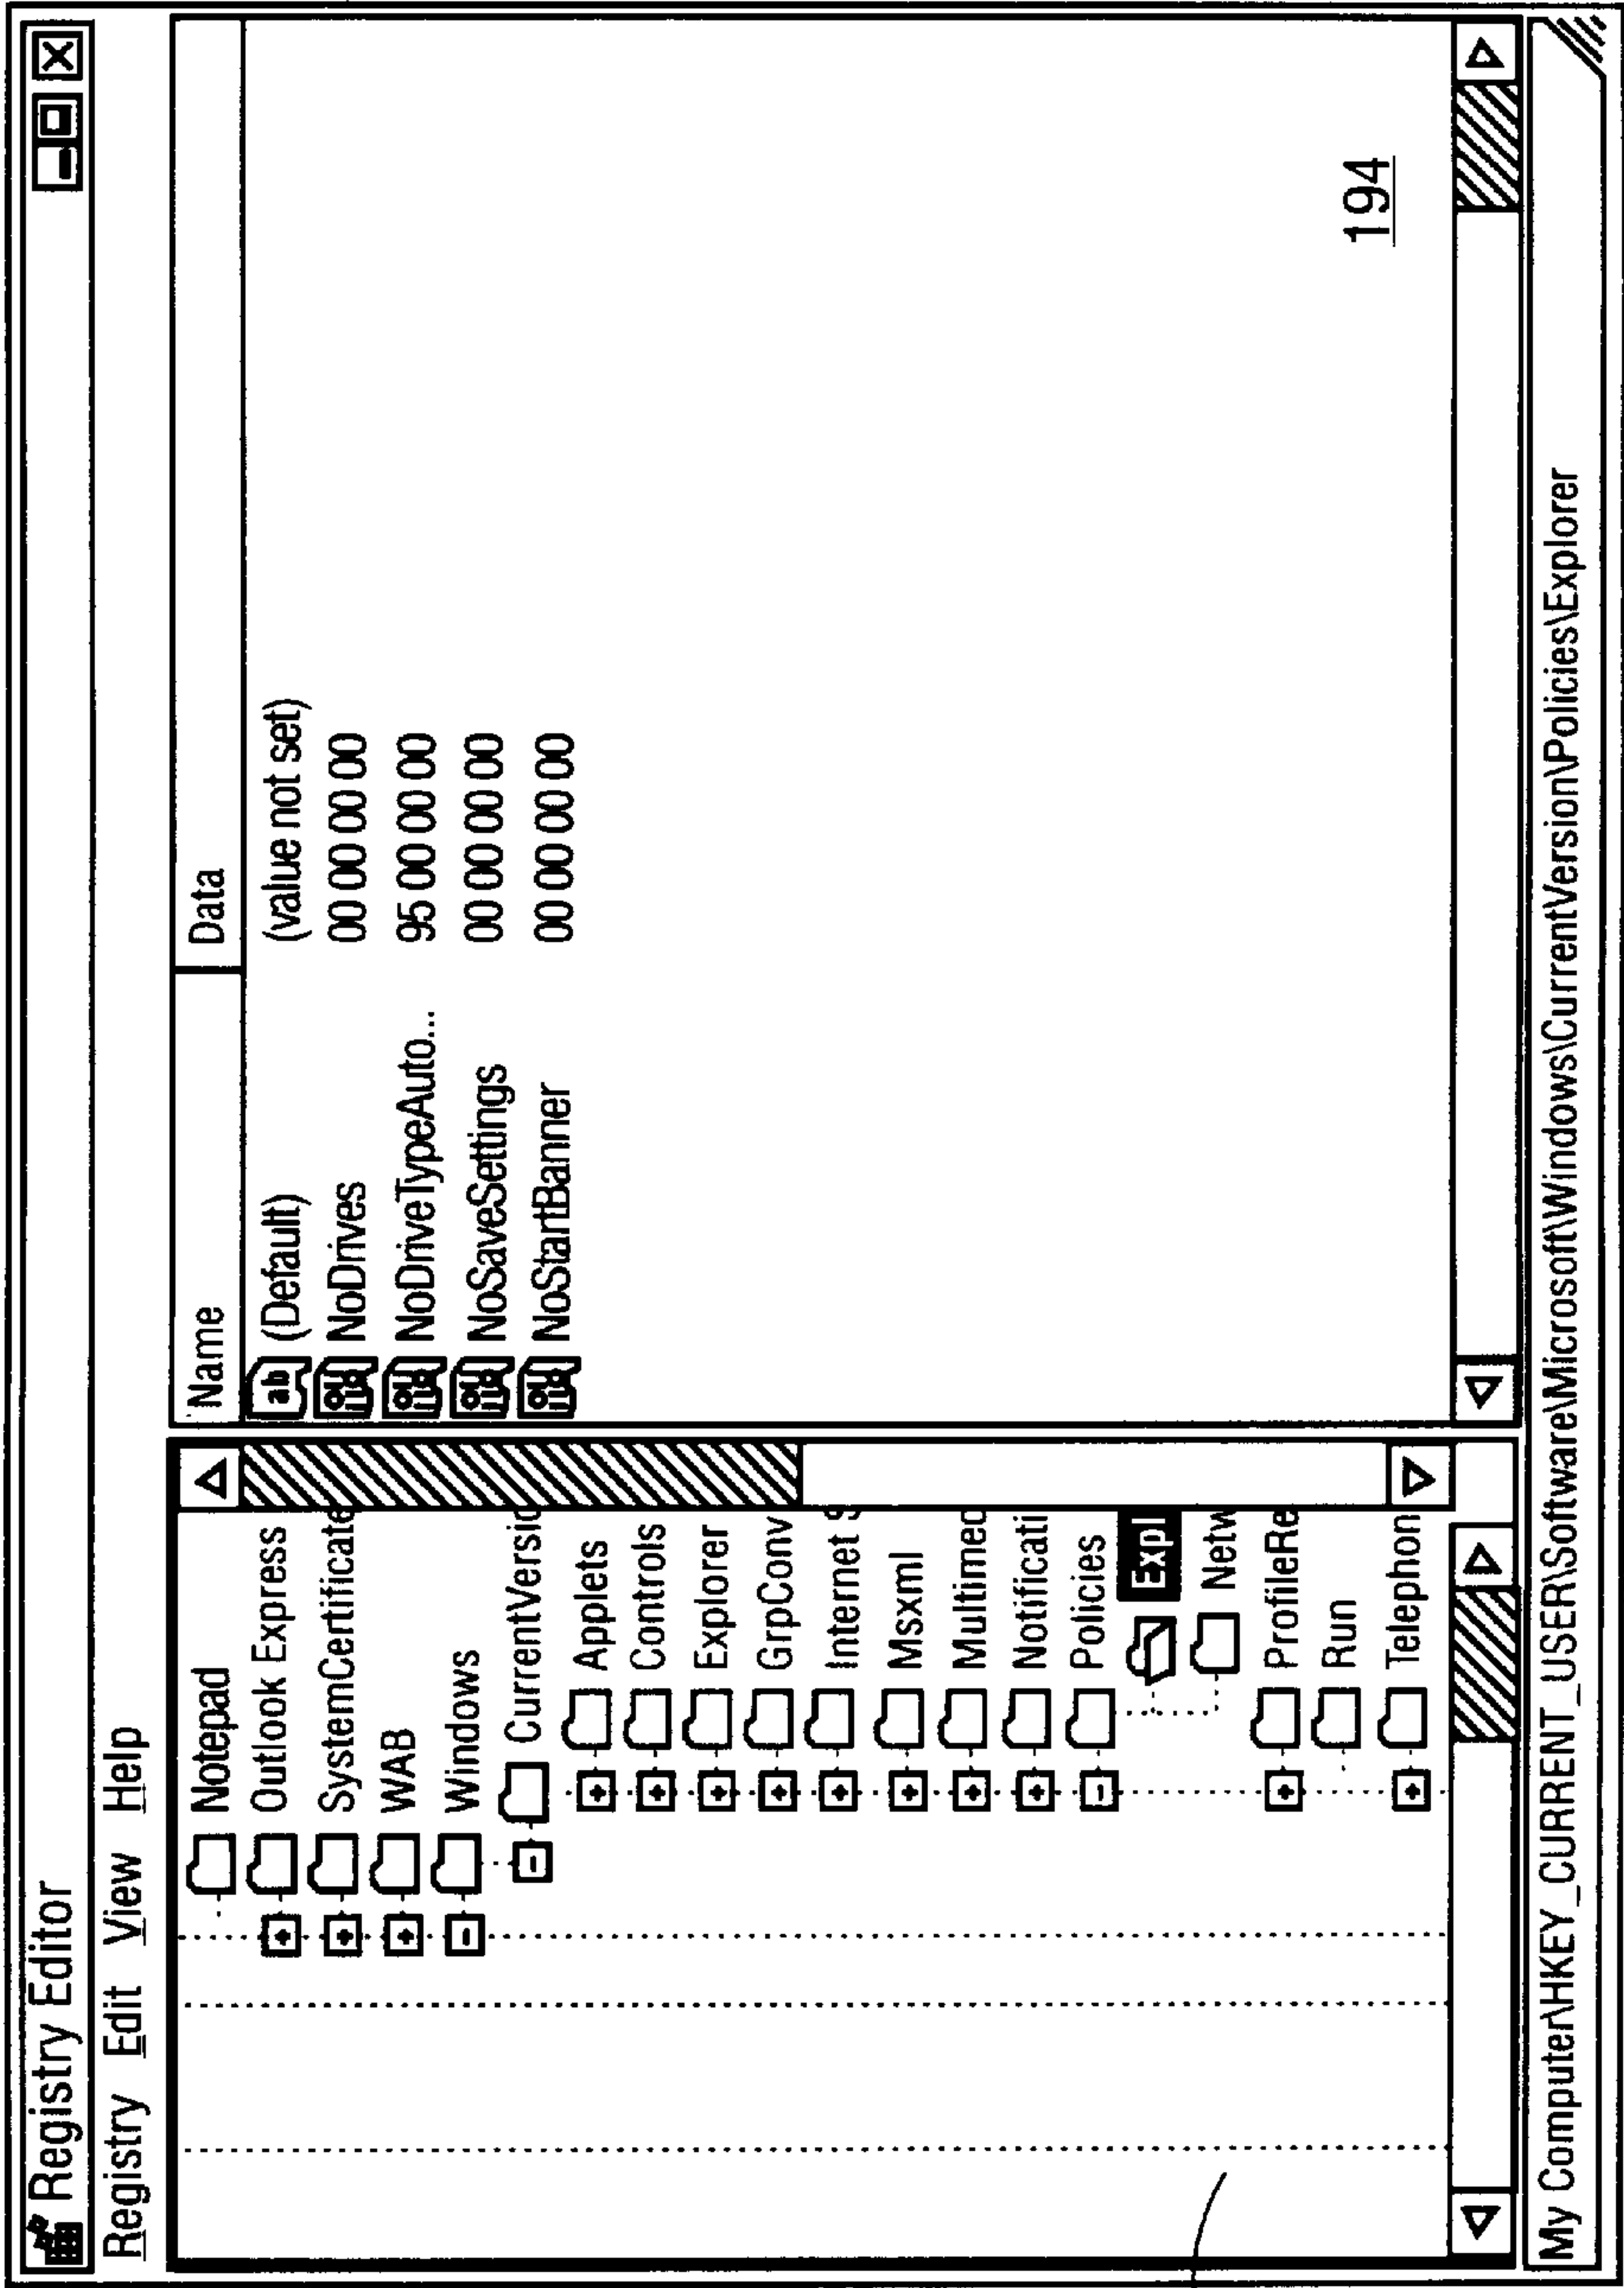 Registry Editor
Registry Edit View Help
Notepad
Outlook Express
SystemCertificate
WAB
Windows
CurrentVersic
Applets
Controls
Explorer
GrpConv
Internet S
Msxml
Multimed
Notificati
Policies
Expl
Netw
ProfileRe
Run
Telephon
Name Data
ab (Default) (value not set)
NoDrives 00 00 00 00
NoDriveTypeAuto... 95 00 00 00
NoSaveSettings 00 00 00 00
NoStartBanner 00 00 00 00
194
My Computer\HKEY_CURRENT_USER\Software\Microsoft\Windows\CurrentVersion\Policies\Explorer